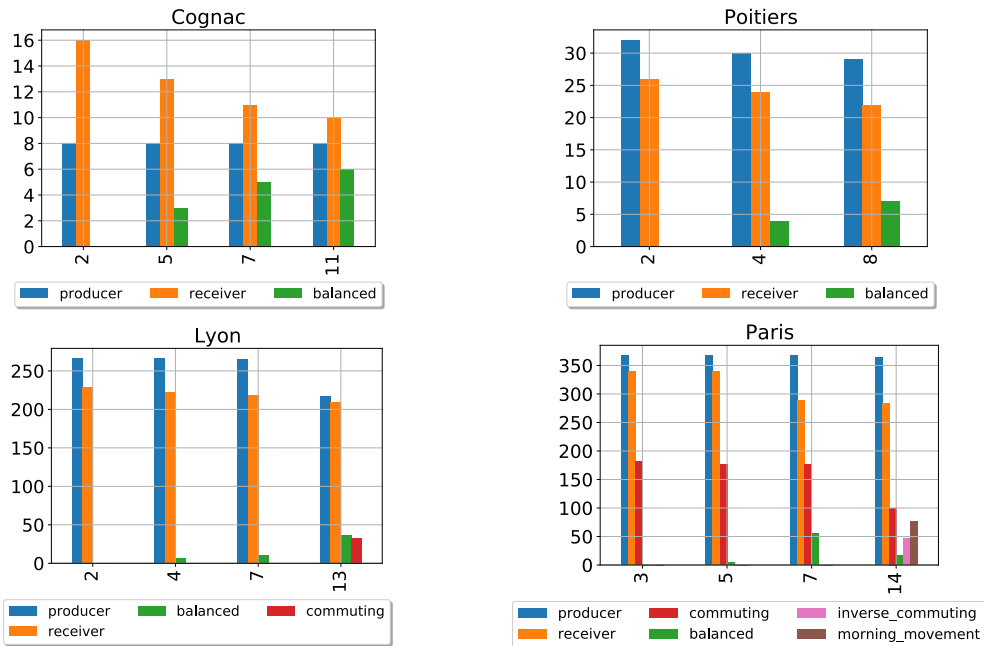 Cognac
16
14
12
10
8
6
4
2
0
2 5 7 11
producer receiver balanced
Poitiers
30
25
20
15
10
5
0
2 4 8
producer receiver balanced
Lyon
250
200
150
100
50
0
2 4 7 13
producer balanced commuting
receiver
Paris
350
300
250
200
150
100
50
0
3 5 7 14
producer commuting inverse_commuting
receiver balanced morning_movement